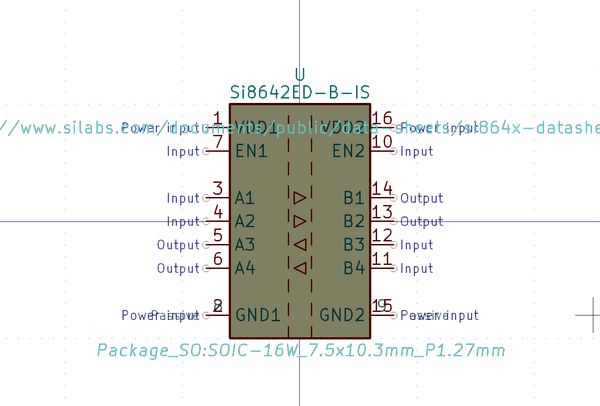 U
Si8642ED-B-IS
//www.silabs.com/documents/public/data-sheets/si864x-datashe
Power input 1 VDD1 VDD2 16 Power input
Input 7 EN1 EN2 10 Input
Input 3 A1 B1 14 Output
Input 4 A2 B2 13 Output
Output 5 A3 B3 12 Input
Output 6 A4 B4 11 Input
Power input 2 GND1 GND2 15 Power input
Passive 8 9 Passive
Package_SO:SOIC-16W_7.5x10.3mm_P1.27mm